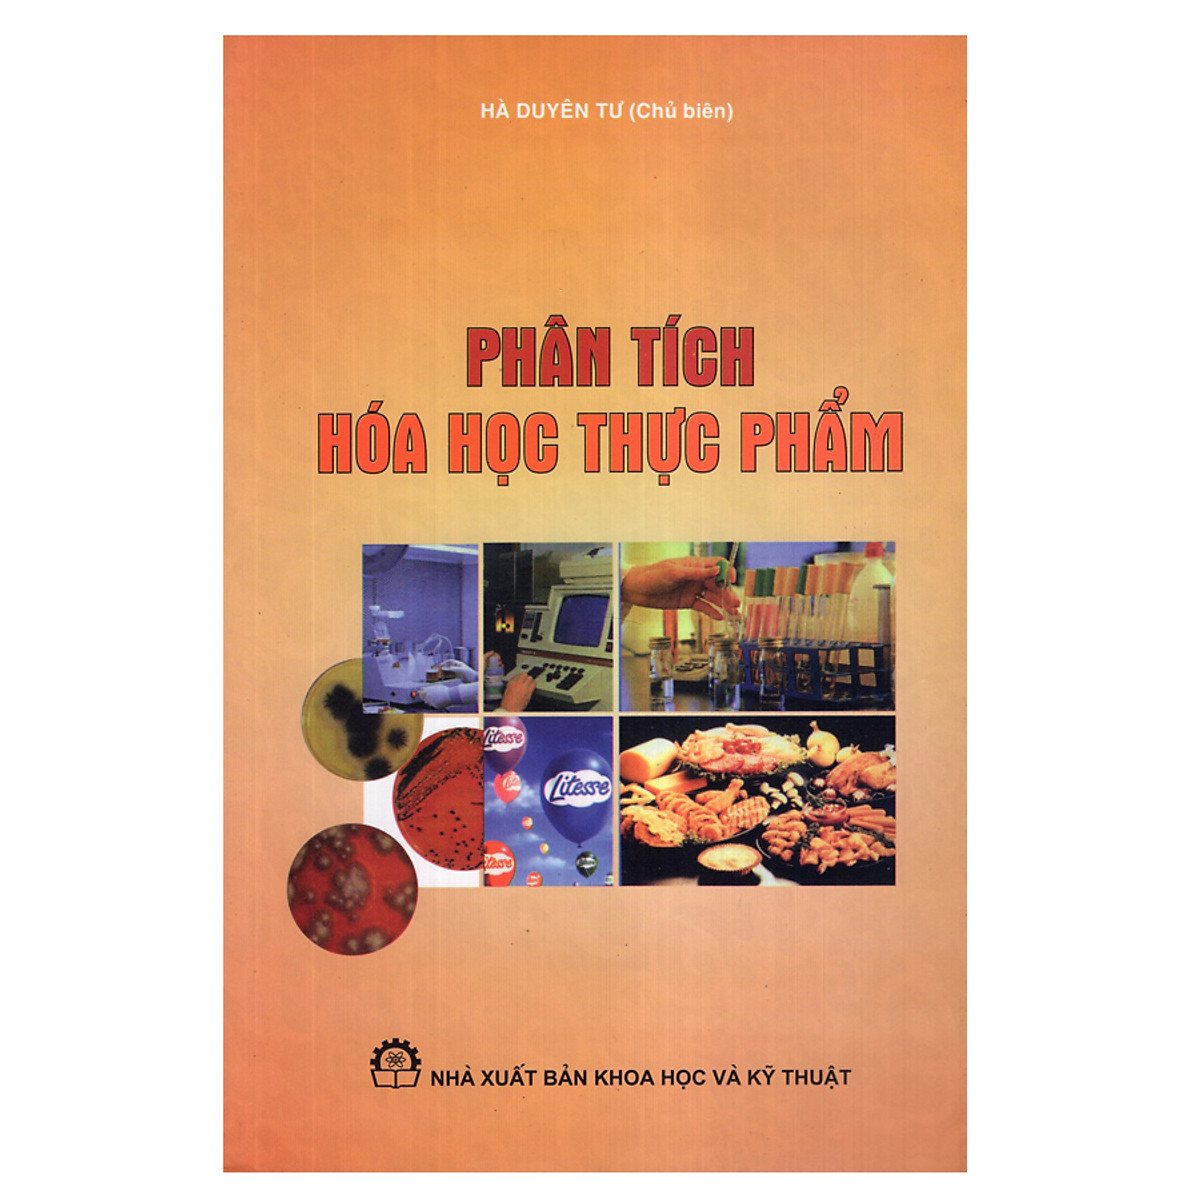 HÀ DUYÊN TƯ (Chủ biên)
PHÂN TÍCH
HÓA HỌC THỰC PHẨM
Litesse
Litesse
Litesse
NHÀ XUẤT BẢN KHOA HỌC VÀ KỸ THUẬT